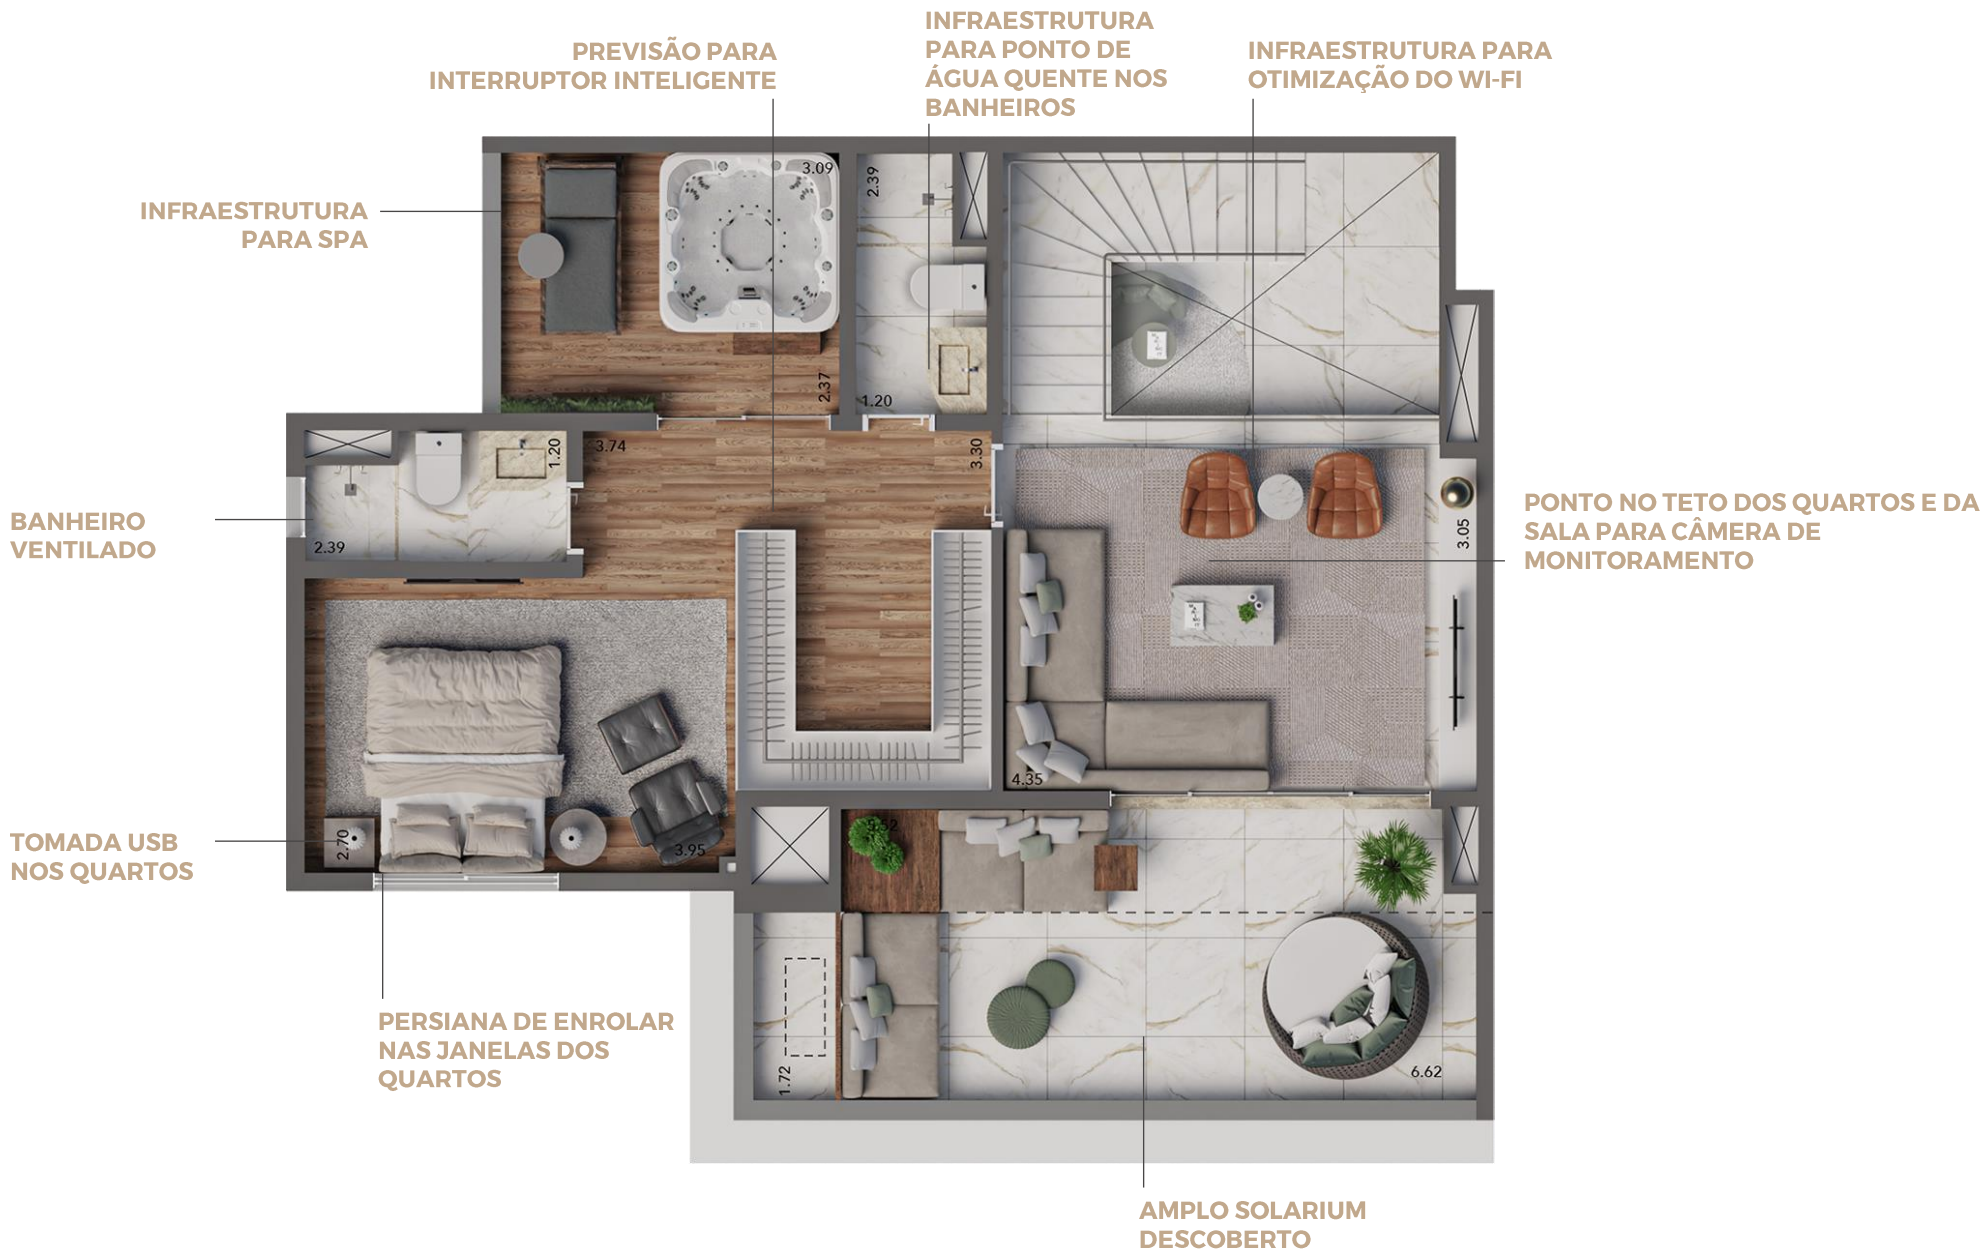 INFRAESTRUTURA
PARA PONTO DE
ÁGUA QUENTE NOS
BANHEIROS
PREVISÃO PARA
INTERRUPTOR INTELIGENTE
INFRAESTRUTURA PARA
OTIMIZAÇÃO DO WI-FI
INFRAESTRUTURA
PARA SPA
3.09
2.39
2.37
1.20
3.74
1.20
3.30
2.39
BANHEIRO
VENTILADO
PONTO NO TETO DOS QUARTOS E DA
SALA PARA CÂMERA DE
MONITORAMENTO
3.05
4.35
TOMADA USB
NOS QUARTOS
2.70
3.95
PERSIANA DE ENROLAR
NAS JANELAS DOS
QUARTOS
1.72
6.62
AMPLO SOLARIUM
DESCOBERTO